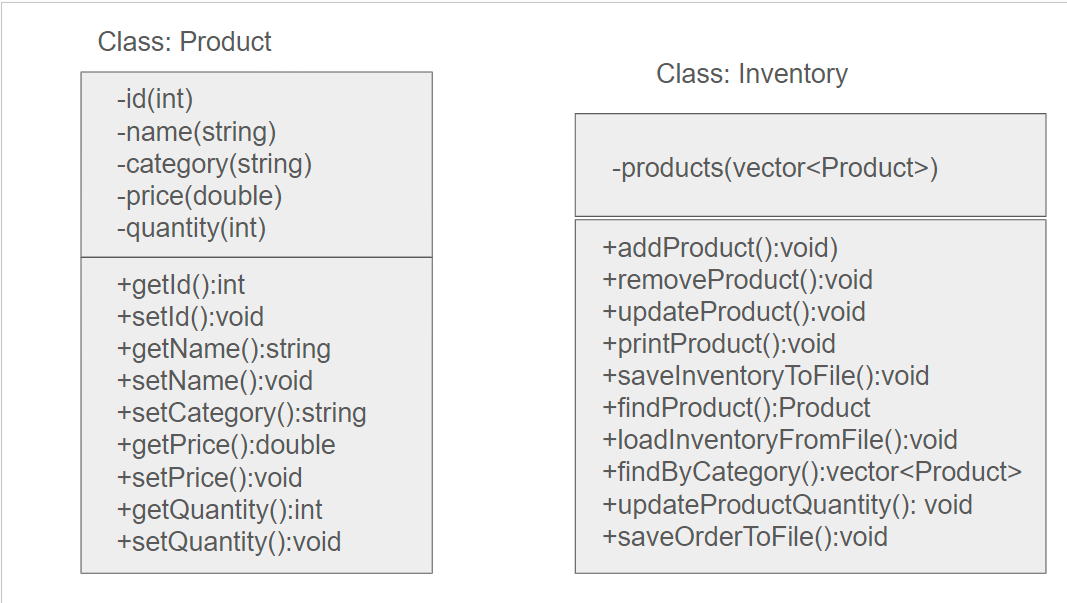 Class: Product
-id(int)
-name(string)
-category(string)
-price(double)
-quantity(int)
+getId():int
+setId():void
+getName():string
+setName():void
+setCategory():string
+getPrice():double
+setPrice():void
+getQuantity():int
+setQuantity():void
Class: Inventory
-products(vector<Product>)
+addProduct():void)
+removeProduct():void
+updateProduct():void
+printProduct():void
+saveInventoryToFile():void
+findProduct():Product
+loadInventoryFromFile():void
+findByCategory():vector<Product>
+updateProductQuantity(): void
+saveOrderToFile():void